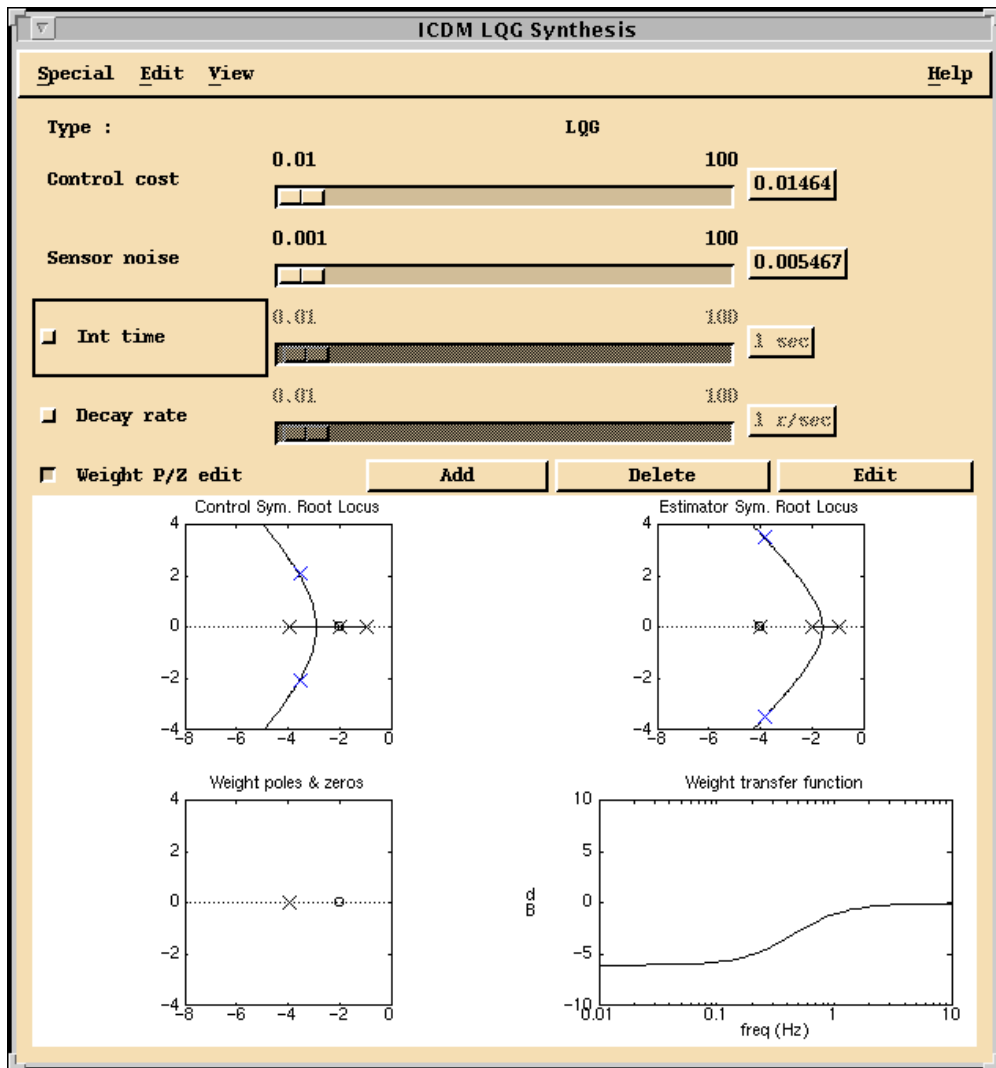 ICDM LQG Synthesis
Special Edit View Help
Type : LQG
0.01 100
Control cost 0.01464
0.001 100
Sensor noise 0.005467
0.01 100
Int time 1 sec
0.01 100
Decay rate 1 r/sec
Weight P/Z edit Add Delete Edit
Control Sym. Root Locus
4
2
0
-2
-4
-8 -6 -4 -2 0
Estimator Sym. Root Locus
4
2
0
-2
-4
-8 -6 -4 -2 0
Weight poles & zeros
4
2
0
-2
-4
-8 -6 -4 -2 0
Weight transfer function
10
5
0
-5
-10
dB
0.01 0.1 1 10
freq (Hz)